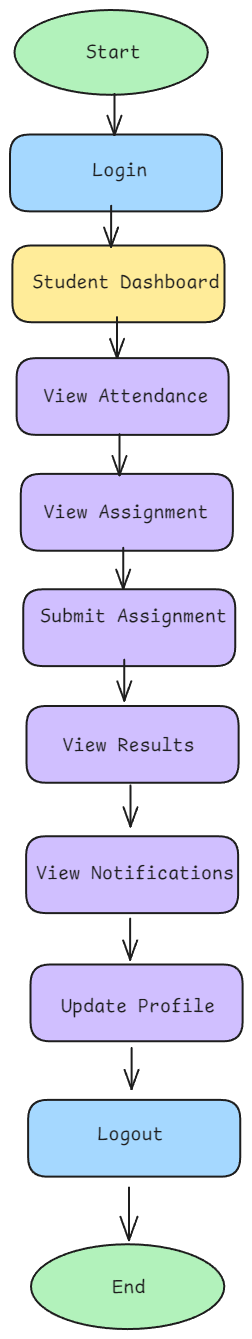 Start
Login
Student Dashboard
View Attendance
View Assignment
Submit Assignment
View Results
View Notifications
Update Profile
Logout
End